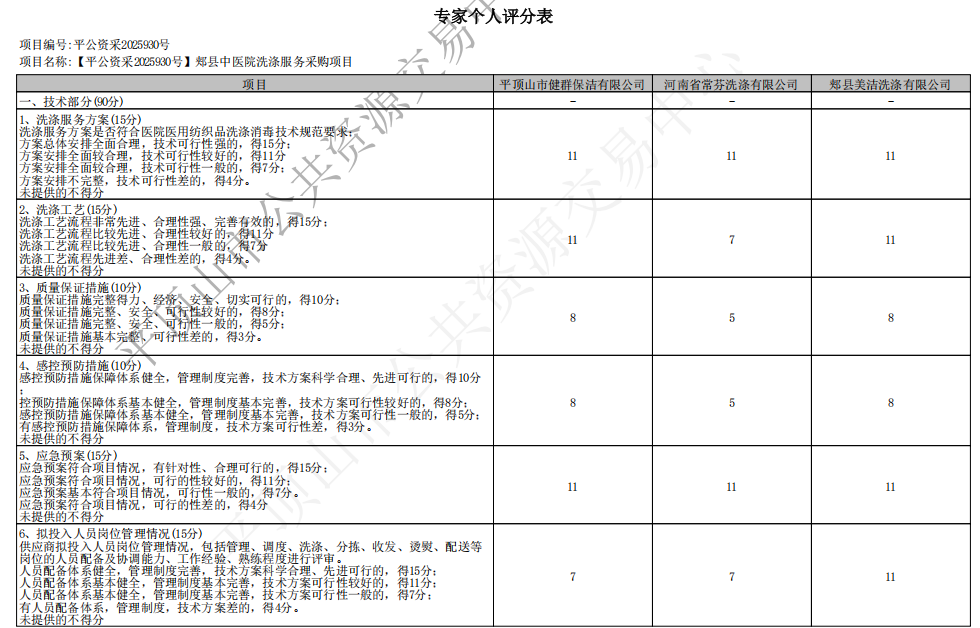 专家个人评分表
项目编号:平公资采2025930号
项目名称:【平公资采2025930号】郏县中医院洗涤服务采购项目
项目 平顶山市健群保洁有限公司 河南省常芬洗涤有限公司 郏县美洁洗涤有限公司
一、技术部分(90分) - - -
1、洗涤服务方案(15分)
洗涤服务方案是否符合医院医用纺织品洗涤消毒技术规范要求;
方案总体安排全面合理，技术可行性强的，得15分;
方案安排全面较合理，技术可行性较好的，得11分
方案安排全面较合理，技术可行性一般的，得7分;
方案安排不完整，技术可行性差的，得4分。
未提供的不得分
11 11 11
2、洗涤工艺(15分)
洗涤工艺流程非常先进、合理性强、完善有效的，得15分;
洗涤工艺流程比较先进、合理性较好的，得11分
洗涤工艺流程比较先进、合理性一般的，得7分
洗涤工艺流程先进差、合理性差的，得4分。
未提供的不得分
11 7 11
3、质量保证措施(10分)
质量保证措施完整得力、经济、安全、切实可行的，得10分;
质量保证措施完整、安全、可行性较好的，得8分;
质量保证措施完整、安全、可行性一般的，得5分;
质量保证措施基本完整、可行性差的，得3分。
未提供的不得分
8 5 8
4、感控预防措施(10分)
感控预防措施保障体系健全，管理制度完善，技术方案科学合理、先进可行的，得10分
;
控预防措施保障体系基本健全，管理制度基本完善，技术方案可行性较好的，得8分;
感控预防措施保障体系基本健全，管理制度基本完善，技术方案可行性一般的，得5分;
有感控预防措施保障体系，管理制度，技术方案可行性差，得3分。
未提供的不得分
8 5 8
5、应急预案(15分)
应急预案符合项目情况，有针对性、合理可行的，得15分;
应急预案符合项目情况，可行的性较好的，得11分;
应急预案基本符合项目情况，可行性一般的，得7分。
应急预案符合项目情况，可行的性差的，得4分
未提供的不得分
11 11 11
6、拟投入人员岗位管理情况(15分)
供应商拟投入人员岗位管理情况，包括管理、调度、洗涤、分拣、收发、烫熨、配送等
岗位的人员配备及协调能力、工作经验、熟练程度进行评审。
人员配备体系健全，管理制度完善，技术方案科学合理、先进可行的，得15分;
人员配备体系基本健全，管理制度基本完善，技术方案可行性较好的，得11分;
人员配备体系基本健全，管理制度基本完善，技术方案可行性一般的，得7分;
有人员配备体系，管理制度，技术方案差的，得4分。
未提供的不得分
7 7 11
平顶山市公共资源交易中
平顶山市公共资源交易中心